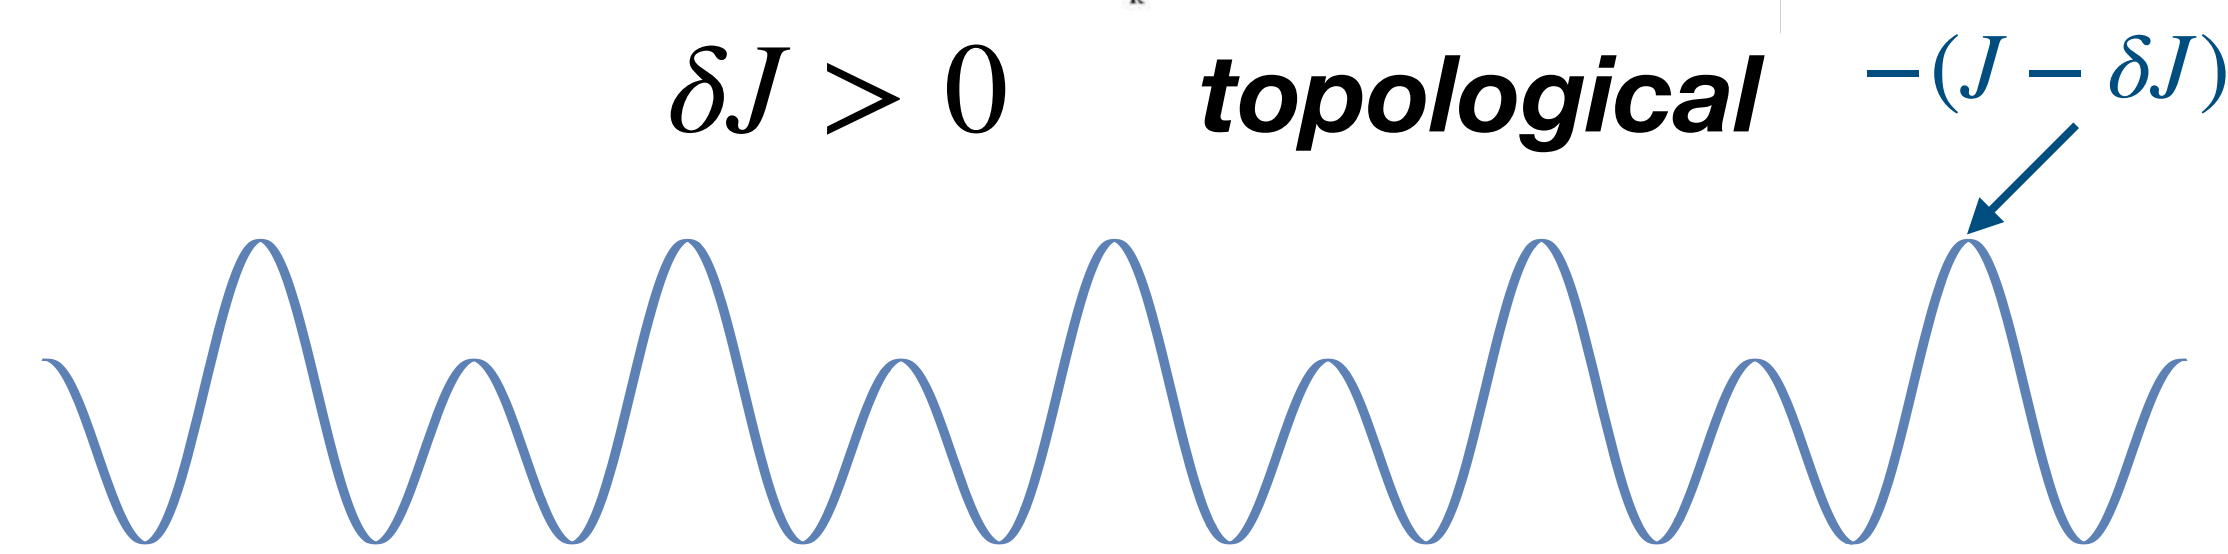 δJ > 0 topological −(J − δJ)